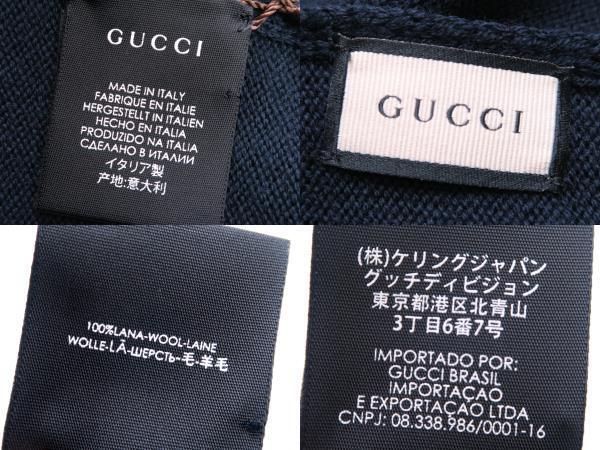 GUCCI
MADE IN ITALY
FABRIQUE EN ITALIE
HERGESTELLT IN ITALIEN
HECHO EN ITALIA
PRODUZIDO NA ITALIA
СДЕЛАНО В ИТАЛИИ
イタリア製
产地:意大利
GUCCI
100%LANA-WOOL-LAINE
WOLLE-LÃ-ШЕРСТЬ-毛-羊毛
(株)ケリングジャパン
グッチディビジョン
東京都港区北青山
3丁目6番7号
IMPORTADO POR:
GUCCI BRASIL
IMPORTAÇAO
E EXPORTAÇAO LTDA
CNPJ: 08.338.986/0001-16